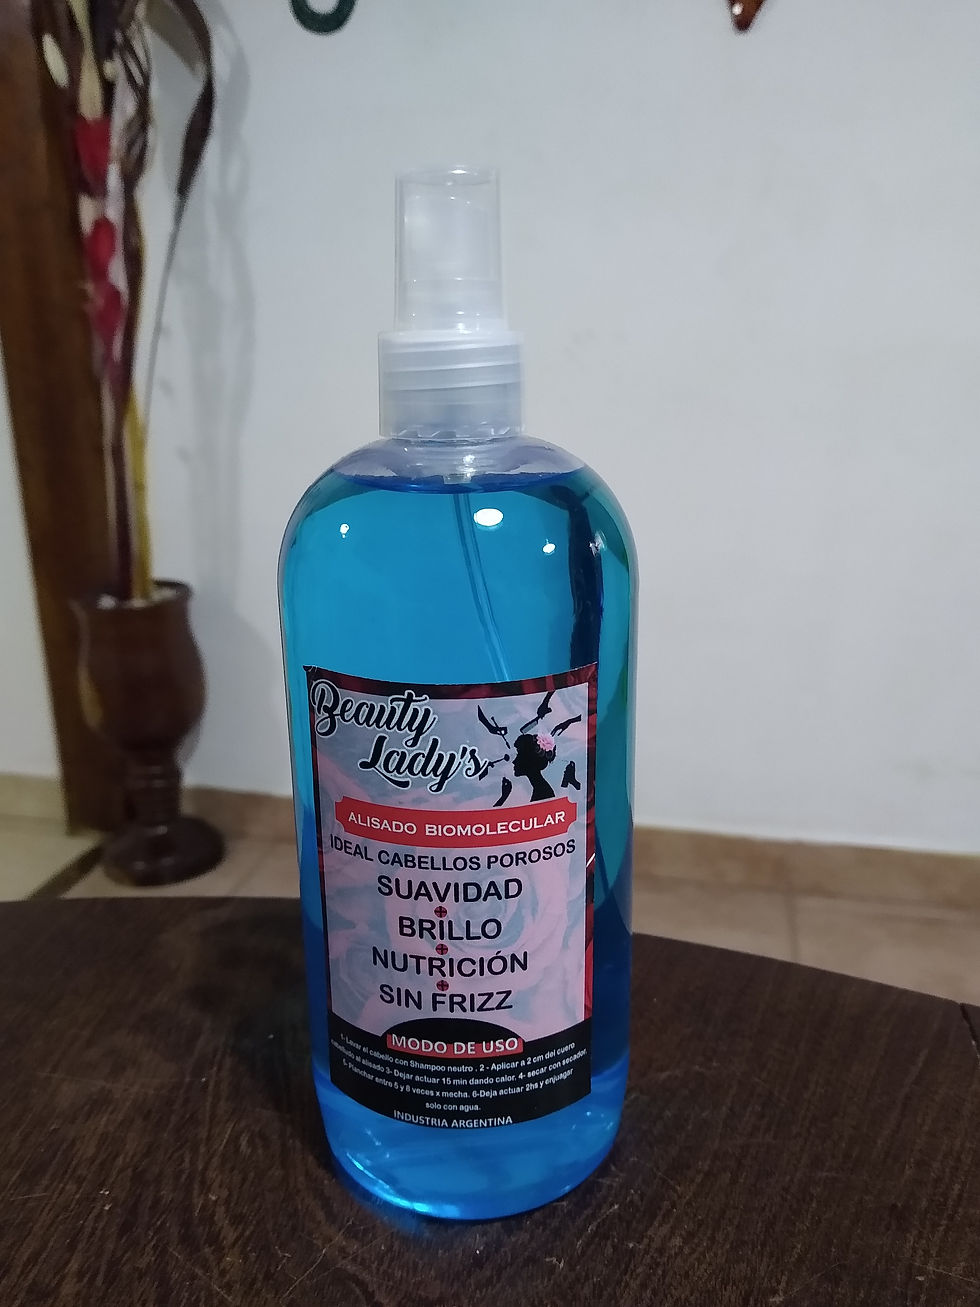 Beauty
Lady's
ALISADO BIOMOLECULAR
IDEAL CABELLOS POROSOS
SUAVIDAD
+
BRILLO
+
NUTRICIÓN
+
SIN FRIZZ
MODO DE USO
1-Lavar el cabello con Shampoo neutro . 2 - Aplicar a 2 cm del cuero
cabelludo el alisado 3- Dejar actuar 15 min dando calor. 4- secar con secador.
5- Planchar entre 5 y 8 veces x mecha. 6-Deja actuar 2hs y enjuagar
solo con agua.
INDUSTRIA ARGENTINA